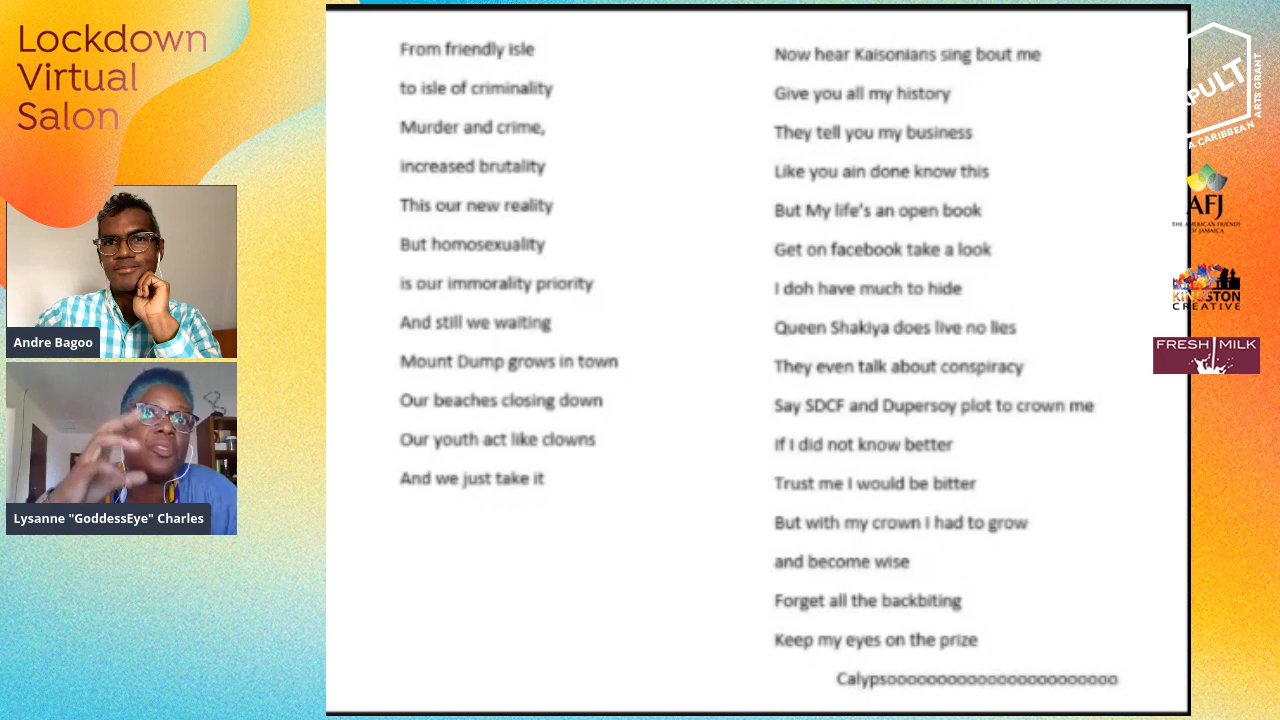 Lockdown
Virtual
Salon
Andre Bagoo
Lysanne "GoddessEye" Charles
From friendly isle
to isle of criminality
Murder and crime,
increased brutality
This our new reality
But homosexuality
is our immorality priority
And still we waiting
Mount Dump grows in town
Our beaches closing down
Our youth act like clowns
And we just take it
Now hear Kaisonians sing bout me
Give you all my history
They tell you my business
Like you ain done know this
But My life's an open book
Get on facebook take a look
I doh have much to hide
Queen Shakiya does live no lies
They even talk about conspiracy
Say SDCF and Dupersoy plot to crown me
If I did not know better
Trust me I would be bitter
But with my crown I had to grow
and become wise
Forget all the backbiting
Keep my eyes on the prize
Calypsooooooooooooooooooooooo
PULT
A CARIBBEAN
ARTS GRANT
AFJ
THE AMERICAN FRIENDS
OF JAMAICA
KINGSTON
CREATIVE
FRESH MILK